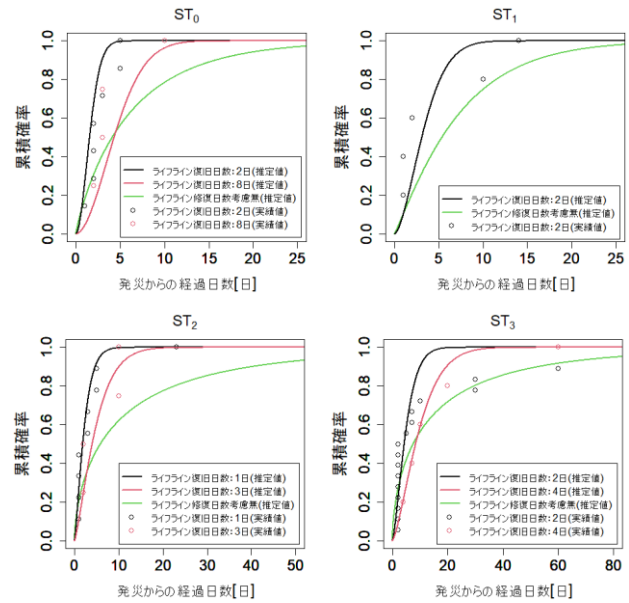 ST0
累積確率
1.0
0.8
0.6
0.4
0.2
0.0
ライフライン復旧日数:2日(推定値)
ライフライン復旧日数:8日(推定値)
ライフライン修復日数考慮無(推定値)
ライフライン復旧日数:2日(実績値)
ライフライン復旧日数:8日(実績値)
0 5 10 15 20 25
発災からの経過日数[日]
ST1
累積確率
1.0
0.8
0.6
0.4
0.2
0.0
ライフライン復旧日数:2日(推定値)
ライフライン修復日数考慮無(推定値)
ライフライン復旧日数:2日(実績値)
0 5 10 15 20 25
発災からの経過日数[日]
ST2
累積確率
1.0
0.8
0.6
0.4
0.2
0.0
ライフライン復旧日数:1日(推定値)
ライフライン復旧日数:3日(推定値)
ライフライン修復日数考慮無(推定値)
ライフライン復旧日数:1日(実績値)
ライフライン復旧日数:3日(実績値)
0 10 20 30 40 50
発災からの経過日数[日]
ST3
累積確率
1.0
0.8
0.6
0.4
0.2
0.0
ライフライン復旧日数:2日(推定値)
ライフライン復旧日数:4日(推定値)
ライフライン修復日数考慮無(推定値)
ライフライン復旧日数:2日(実績値)
ライフライン復旧日数:4日(実績値)
0 20 40 60 80
発災からの経過日数[日]